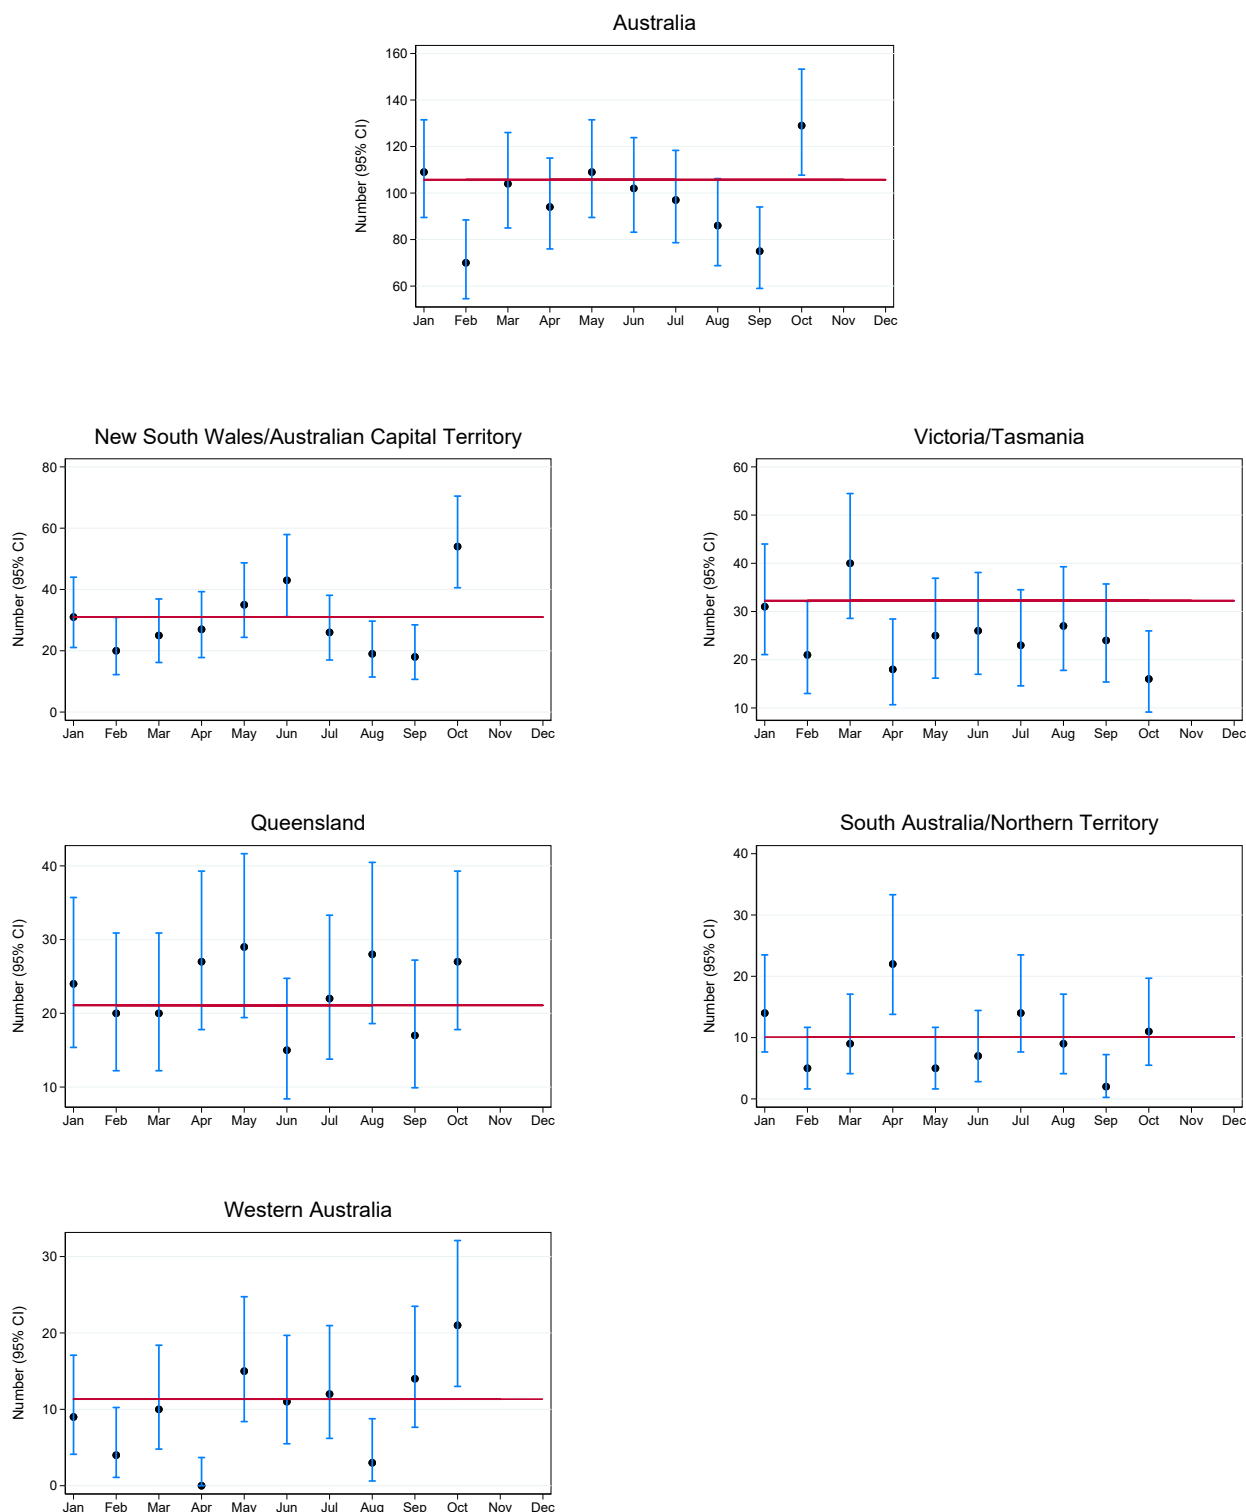 Australia
Number (95% CI)
160
140
120
100
80
60
Jan Feb Mar Apr May Jun Jul Aug Sep Oct Nov Dec
New South Wales/Australian Capital Territory
Number (95% CI)
80
60
40
20
0
Jan Feb Mar Apr May Jun Jul Aug Sep Oct Nov Dec
Victoria/Tasmania
Number (95% CI)
60
50
40
30
20
10
Jan Feb Mar Apr May Jun Jul Aug Sep Oct Nov Dec
Queensland
Number (95% CI)
40
30
20
10
Jan Feb Mar Apr May Jun Jul Aug Sep Oct Nov Dec
South Australia/Northern Territory
Number (95% CI)
40
30
20
10
0
Jan Feb Mar Apr May Jun Jul Aug Sep Oct Nov Dec
Western Australia
Number (95% CI)
30
20
10
0
Jan Feb Mar Apr May Jun Jul Aug Sep Oct Nov Dec